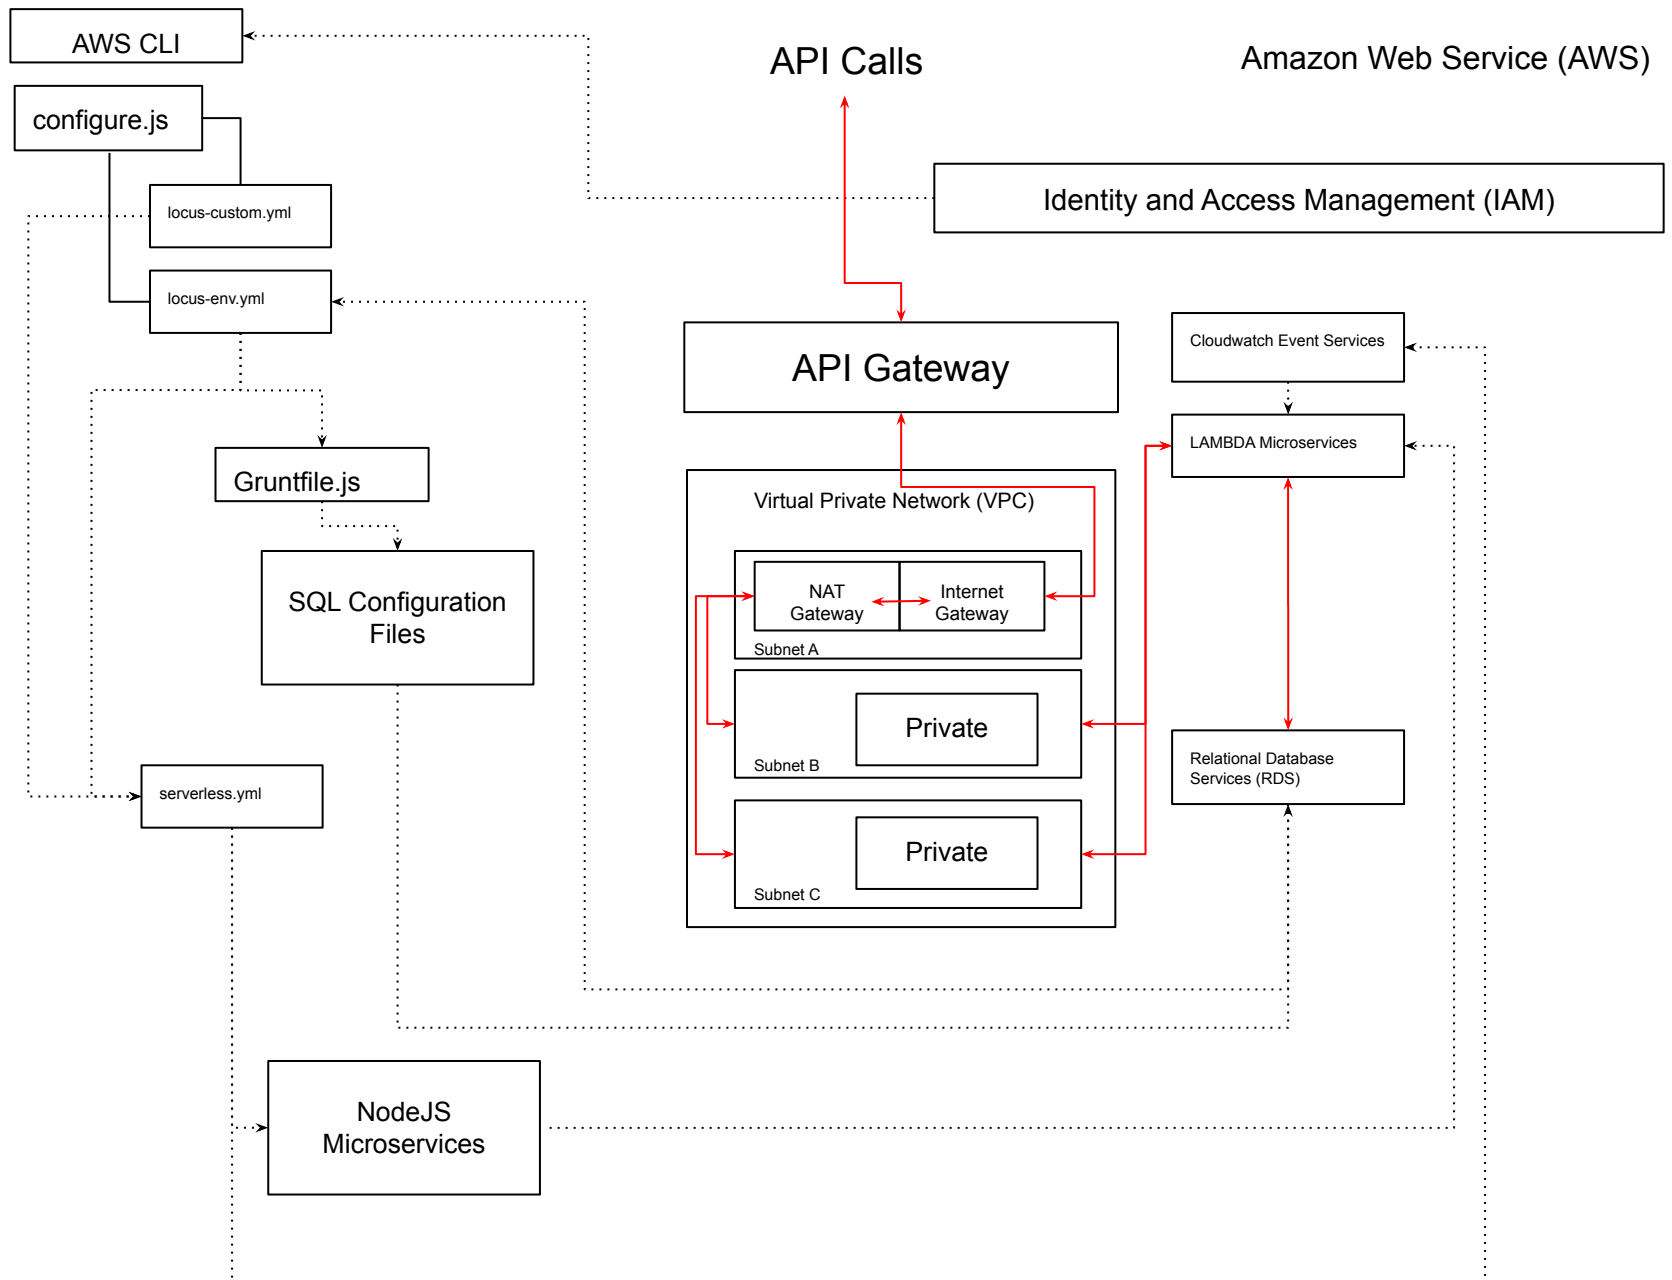 AWS CLI
API Calls
Amazon Web Service (AWS)
configure.js
locus-custom.yml
Identity and Access Management (IAM)
locus-env.yml
API Gateway
Cloudwatch Event Services
LAMBDA Microservices
Gruntfile.js
Virtual Private Network (VPC)
SQL Configuration
Files
NAT
Gateway
Internet
Gateway
Subnet A
Private
Subnet B
Relational Database
Services (RDS)
serverless.yml
Private
Subnet C
NodeJS
Microservices